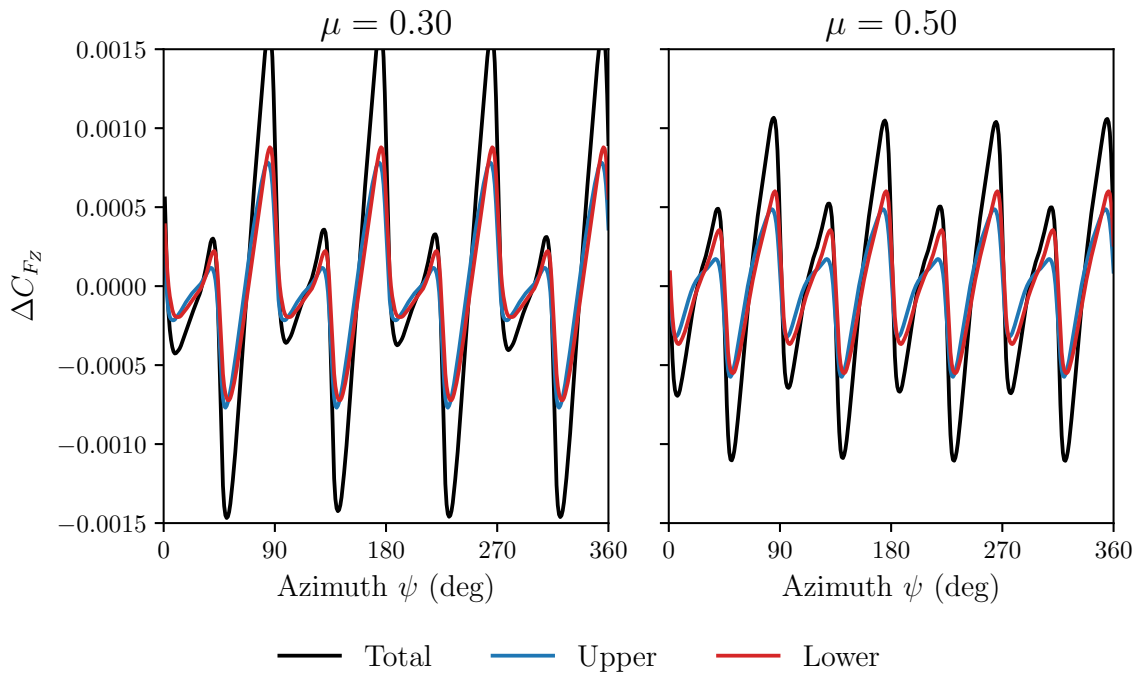 μ = 0.30
μ = 0.50
0.0015
0.0010
0.0005
0.0000
−0.0005
−0.0010
−0.0015
ΔC_{F_Z}
0 90 180 270 360
0 90 180 270 360
Azimuth ψ (deg)
Azimuth ψ (deg)
Total Upper Lower